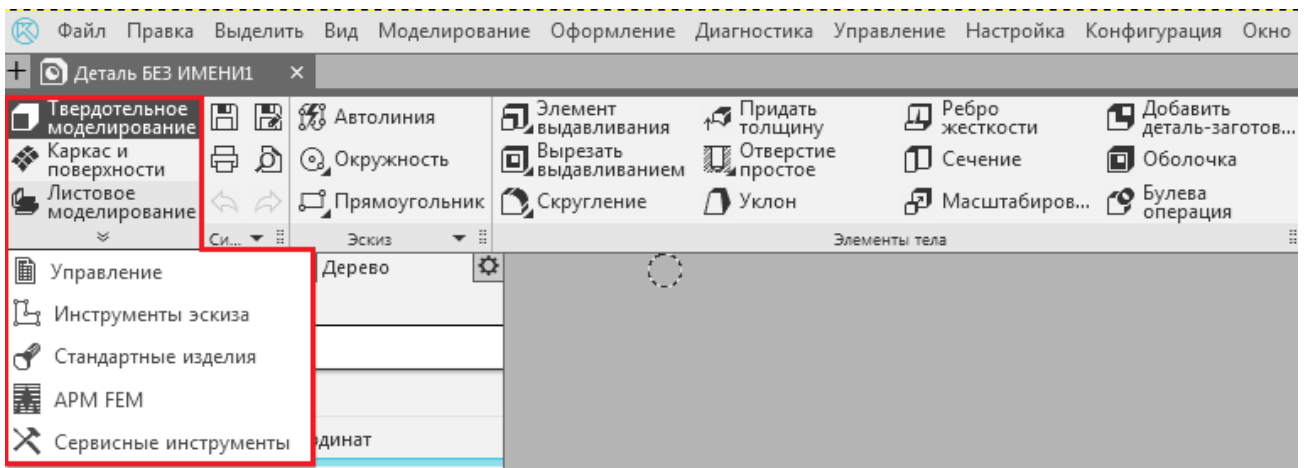 Файл Правка Выделить Вид Моделирование Оформление Диагностика Управление Настройка Конфигурация Окно
Деталь БЕЗ ИМЕНИ1
Твердотельное моделирование
Каркас и поверхности
Листовое моделирование
Автолиния
Окружность
Прямоугольник
Элемент выдавливания
Вырезать выдавливанием
Скругление
Придать толщину
Отверстие простое
Уклон
Ребро жесткости
Сечение
Масштабиров...
Добавить деталь-заготов...
Оболочка
Булева операция
Си...
Эскиз
Элементы тела
Управление
Инструменты эскиза
Стандартные изделия
APM FEM
Сервисные инструменты
Дерево
динат